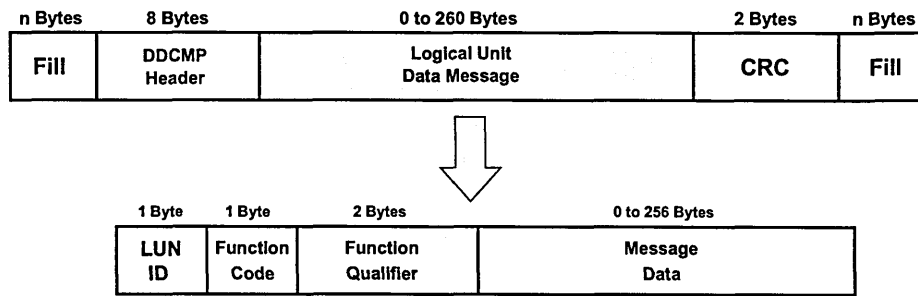 n Bytes 8 Bytes 0 to 260 Bytes 2 Bytes n Bytes
Fill DDCMP Header Logical Unit Data Message CRC Fill
1 Byte 1 Byte 2 Bytes 0 to 256 Bytes
LUN ID Function Code Function Qualifier Message Data